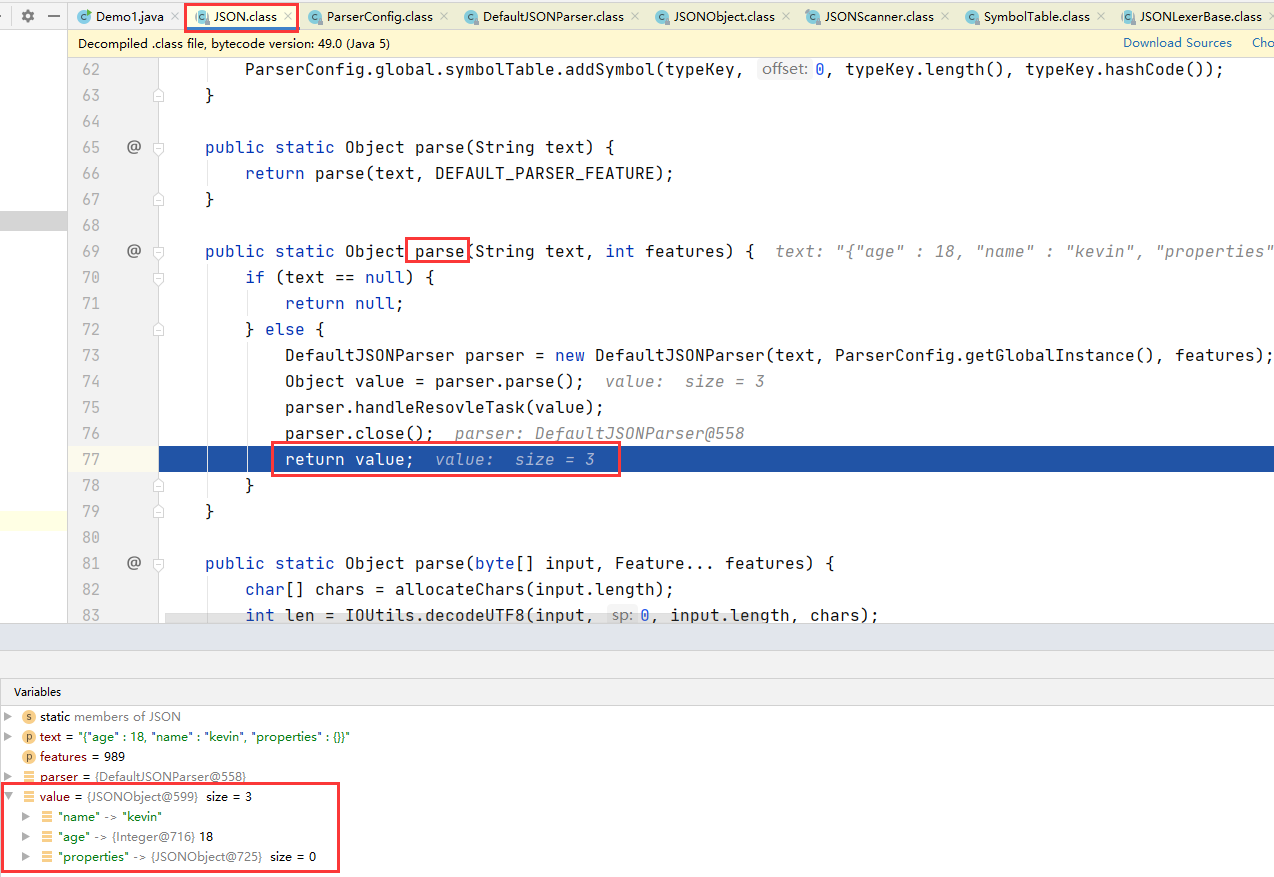 Demo1.java JSON.class ParserConfig.class DefaultJSONParser.class JSONObject.class JSONScanner.class SymbolTable.class JSONLexerBase.class
Decompiled .class file, bytecode version: 49.0 (Java 5) Download Sources Cho
62 ParserConfig.global.symbolTable.addSymbol(typeKey, offset: 0, typeKey.length(), typeKey.hashCode());
63 }
64
65 @ public static Object parse(String text) {
66 return parse(text, DEFAULT_PARSER_FEATURE);
67 }
68
69 @ public static Object parse(String text, int features) { text: "{"age" : 18, "name" : "kevin", "properties"
70 if (text == null) {
71 return null;
72 } else {
73 DefaultJSONParser parser = new DefaultJSONParser(text, ParserConfig.getGlobalInstance(), features);
74 Object value = parser.parse(); value: size = 3
75 parser.handleResovleTask(value);
76 parser.close(); parser: DefaultJSONParser@558
77 return value; value: size = 3
78 }
79 }
80
81 @ public static Object parse(byte[] input, Feature... features) {
82 char[] chars = allocateChars(input.length);
83 int len = IOUtils.decodeUTF8(input, sp: 0, input.length, chars);
Variables
s static members of JSON
p text = "{"age" : 18, "name" : "kevin", "properties" : {}}"
p features = 989
parser = {DefaultJSONParser@558}
value = {JSONObject@599} size = 3
"name" -> "kevin"
"age" -> {Integer@716} 18
"properties" -> {JSONObject@725} size = 0